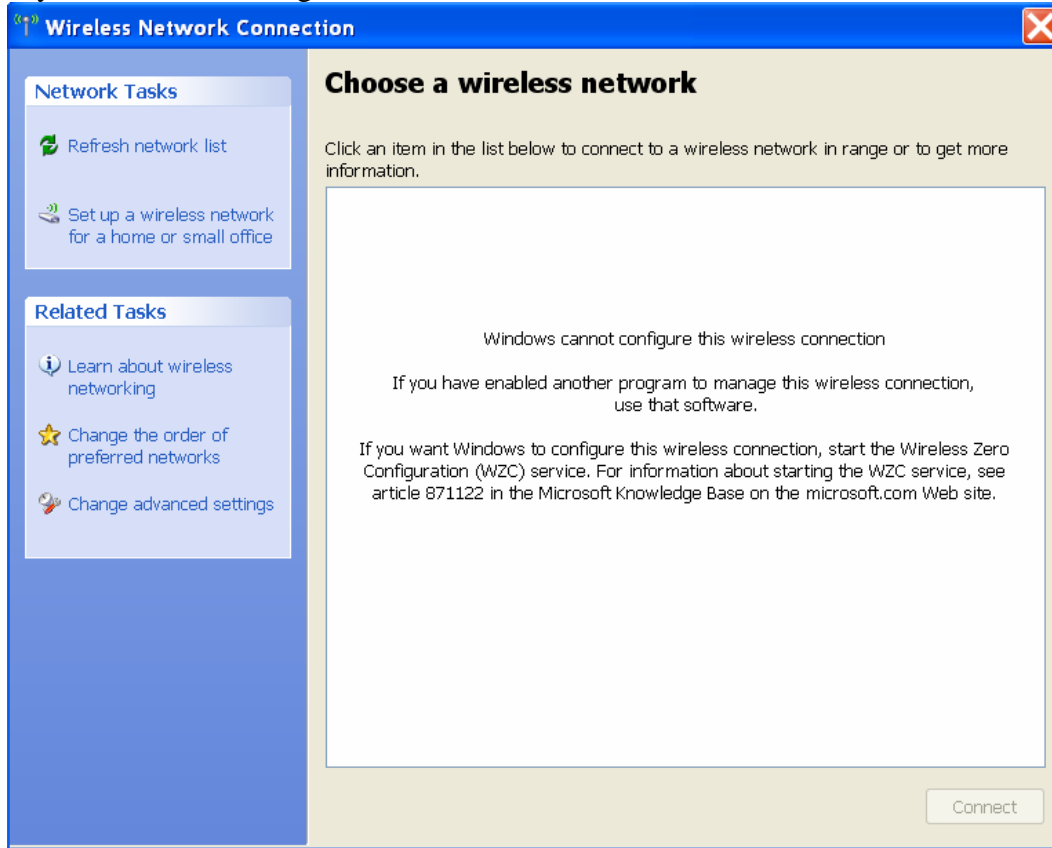 Wireless Network Connection
Network Tasks
Refresh network list
Set up a wireless network
for a home or small office
Related Tasks
Learn about wireless
networking
Change the order of
preferred networks
Change advanced settings
Choose a wireless network
Click an item in the list below to connect to a wireless network in range or to get more
information.
Windows cannot configure this wireless connection
If you have enabled another program to manage this wireless connection,
use that software.
If you want Windows to configure this wireless connection, start the Wireless Zero
Configuration (WZC) service. For information about starting the WZC service, see
article 871122 in the Microsoft Knowledge Base on the microsoft.com Web site.
Connect